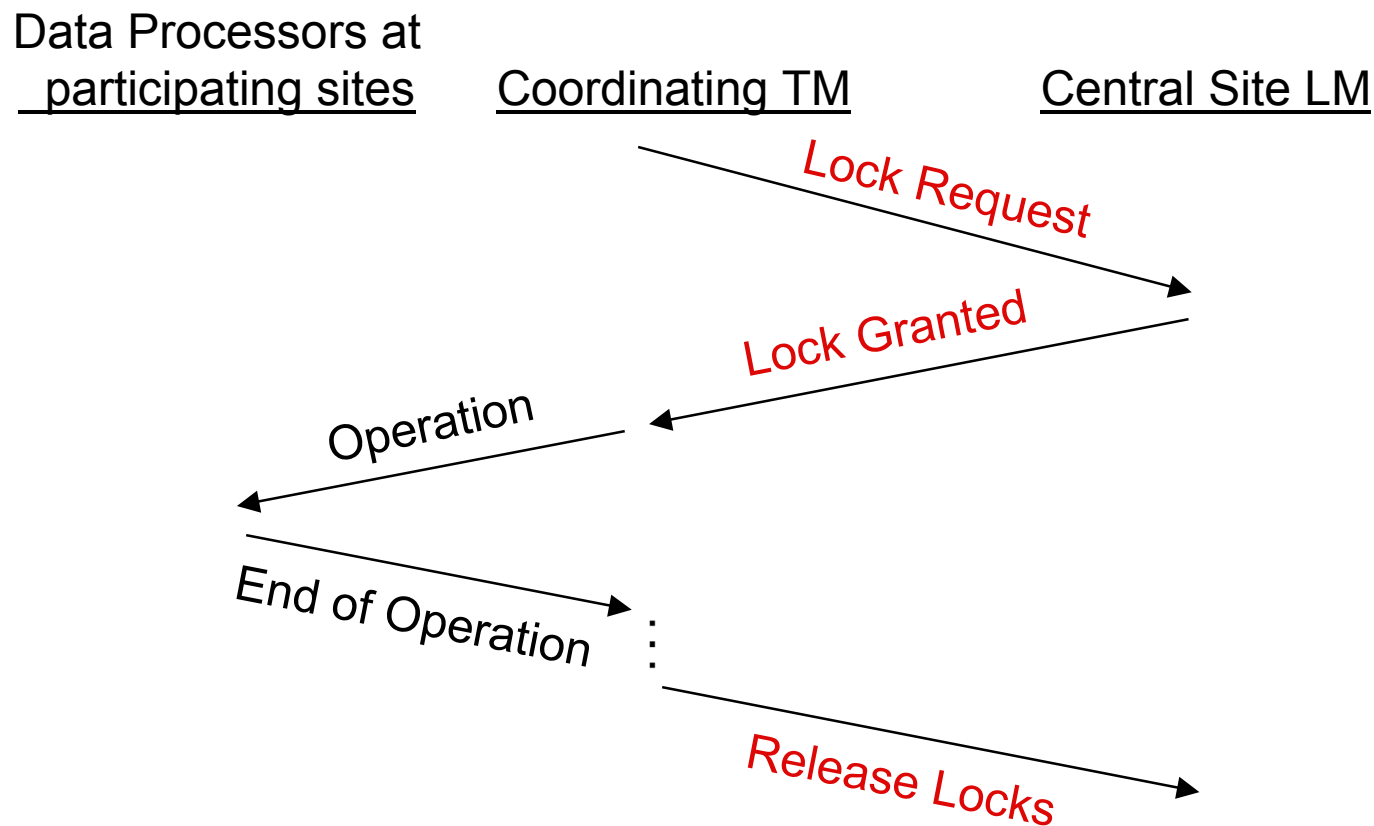 Data Processors at
participating sites
Coordinating TM
Central Site LM
Lock Request
Lock Granted
Operation
End of Operation
Release Locks